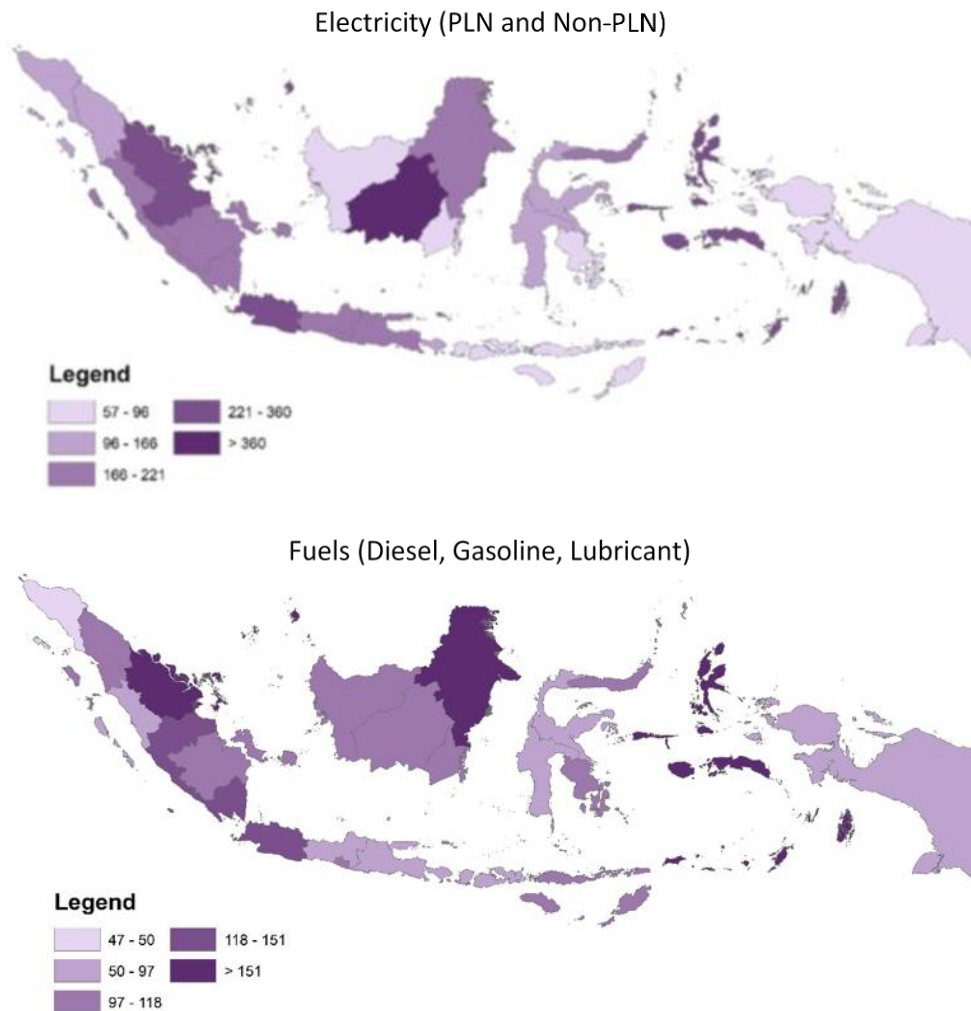 Electricity (PLN and Non-PLN)
Legend
57 - 96 221 - 360
96 - 166 > 360
166 - 221
Fuels (Diesel, Gasoline, Lubricant)
Legend
47 - 50 118 - 151
50 - 97 > 151
97 - 118